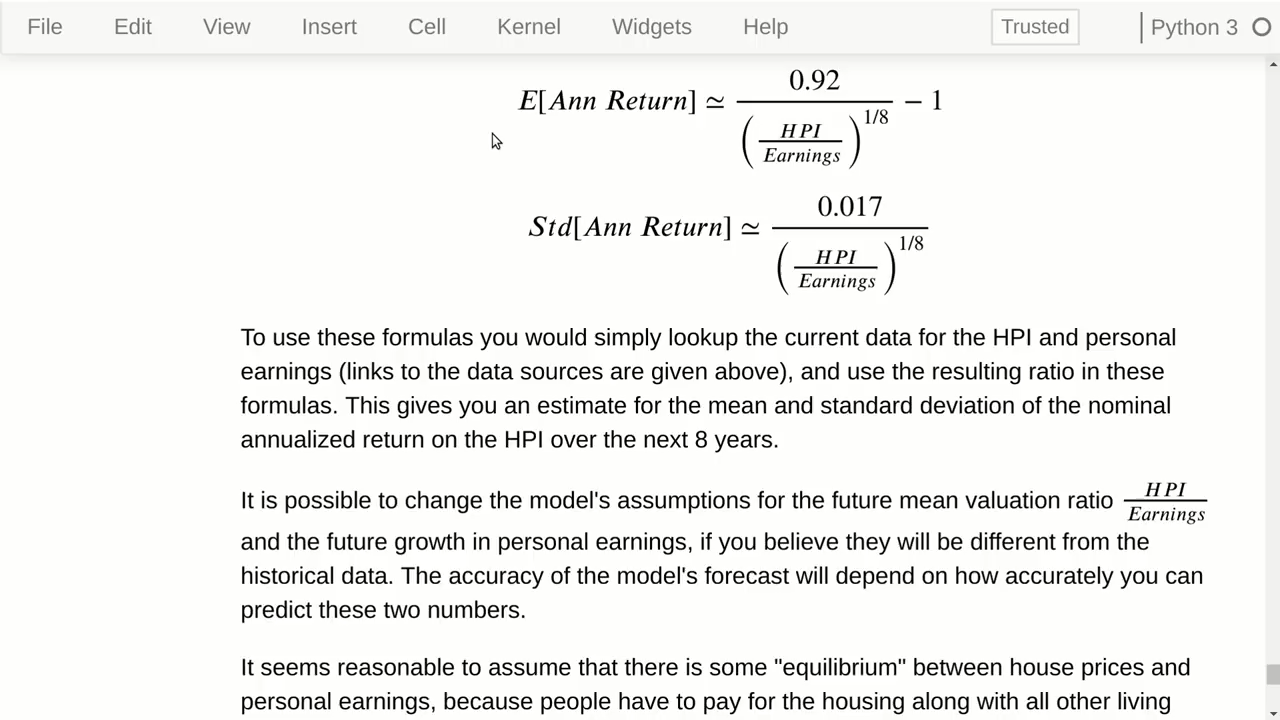 File Edit View Insert Cell Kernel Widgets Help Trusted Python 3
E[Ann Return] ≃ 0.92 / (HPI / Earnings)^1/8 − 1
Std[Ann Return] ≃ 0.017 / (HPI / Earnings)^1/8
To use these formulas you would simply lookup the current data for the HPI and personal
earnings (links to the data sources are given above), and use the resulting ratio in these
formulas. This gives you an estimate for the mean and standard deviation of the nominal
annualized return on the HPI over the next 8 years.
It is possible to change the model's assumptions for the future mean valuation ratio HPI / Earnings
and the future growth in personal earnings, if you believe they will be different from the
historical data. The accuracy of the model's forecast will depend on how accurately you can
predict these two numbers.
It seems reasonable to assume that there is some "equilibrium" between house prices and
personal earnings, because people have to pay for the housing along with all other living